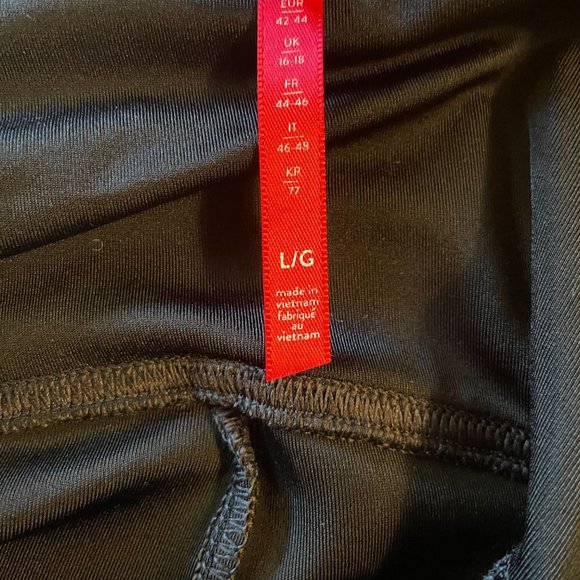 EUR
42-44
UK
16-18
FR
44-46
IT
46-48
KR
77
L/G
made in
vietnam
fabriqué
au
vietnam